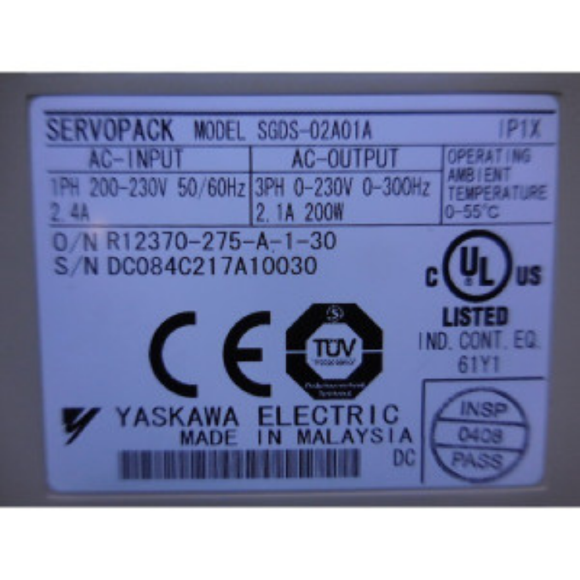 SERVOPACK MODEL SGDS-02A01A IP1X
AC-INPUT AC-OUTPUT OPERATING
AMBIENT
TEMPERATURE
0-55°C
1PH 200-230V 50/60Hz 3PH 0-230V 0-300Hz
2.4A 2.1A 200W
O/N R12370-275-A-1-30
S/N DC084C217A10030
C UL US
LISTED
IND. CONT. EQ.
61Y1
CE
TÜV
YASKAWA ELECTRIC
MADE IN MALAYSIA
DC
INSP
0408
PASS